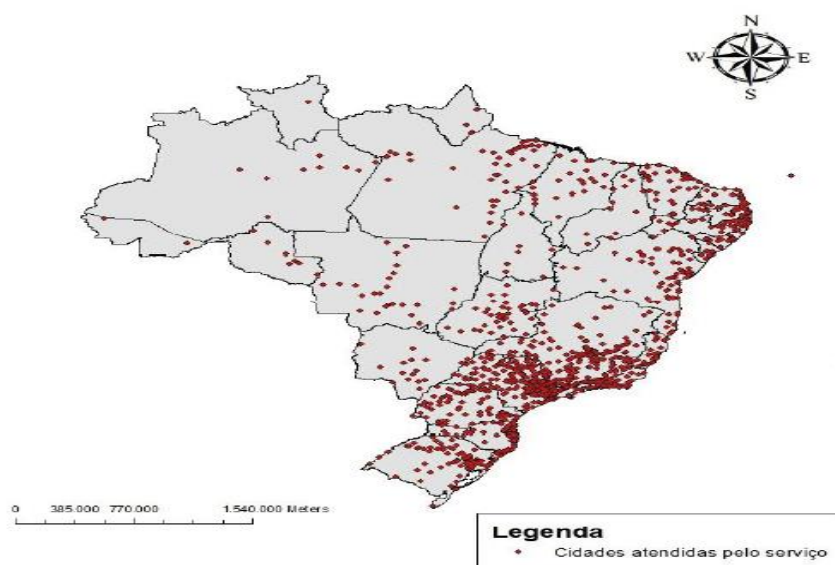 N
W E
S
0 385.000 770.000 1.540.000 Meters
Legenda
Cidades atendidas pelo serviço